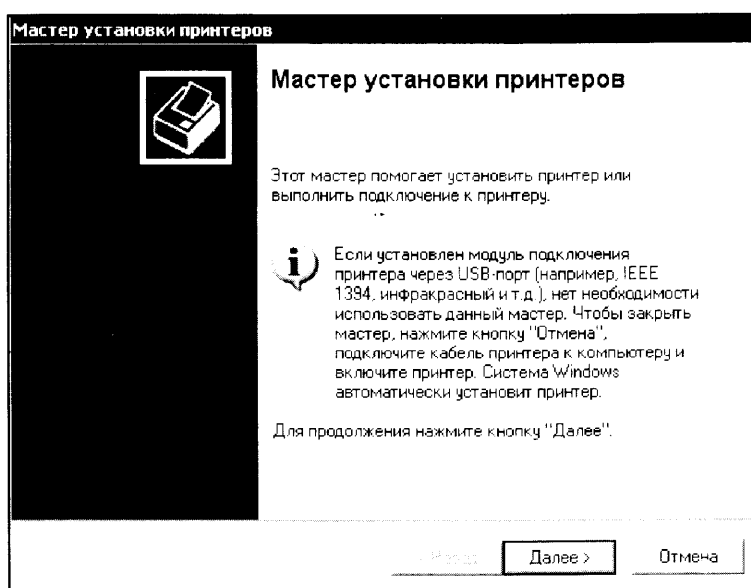 Мастер установки принтеров
Мастер установки принтеров
Этот мастер помогает установить принтер или
выполнить подключение к принтеру.
Если установлен модуль подключения
принтера через USB-порт (например, IEEE
1394, инфракрасный и т.д.), нет необходимости
использовать данный мастер. Чтобы закрыть
мастер, нажмите кнопку "Отмена",
подключите кабель принтера к компьютеру и
включите принтер. Система Windows
автоматически установит принтер.
Для продолжения нажмите кнопку "Далее".
Далее > Отмена